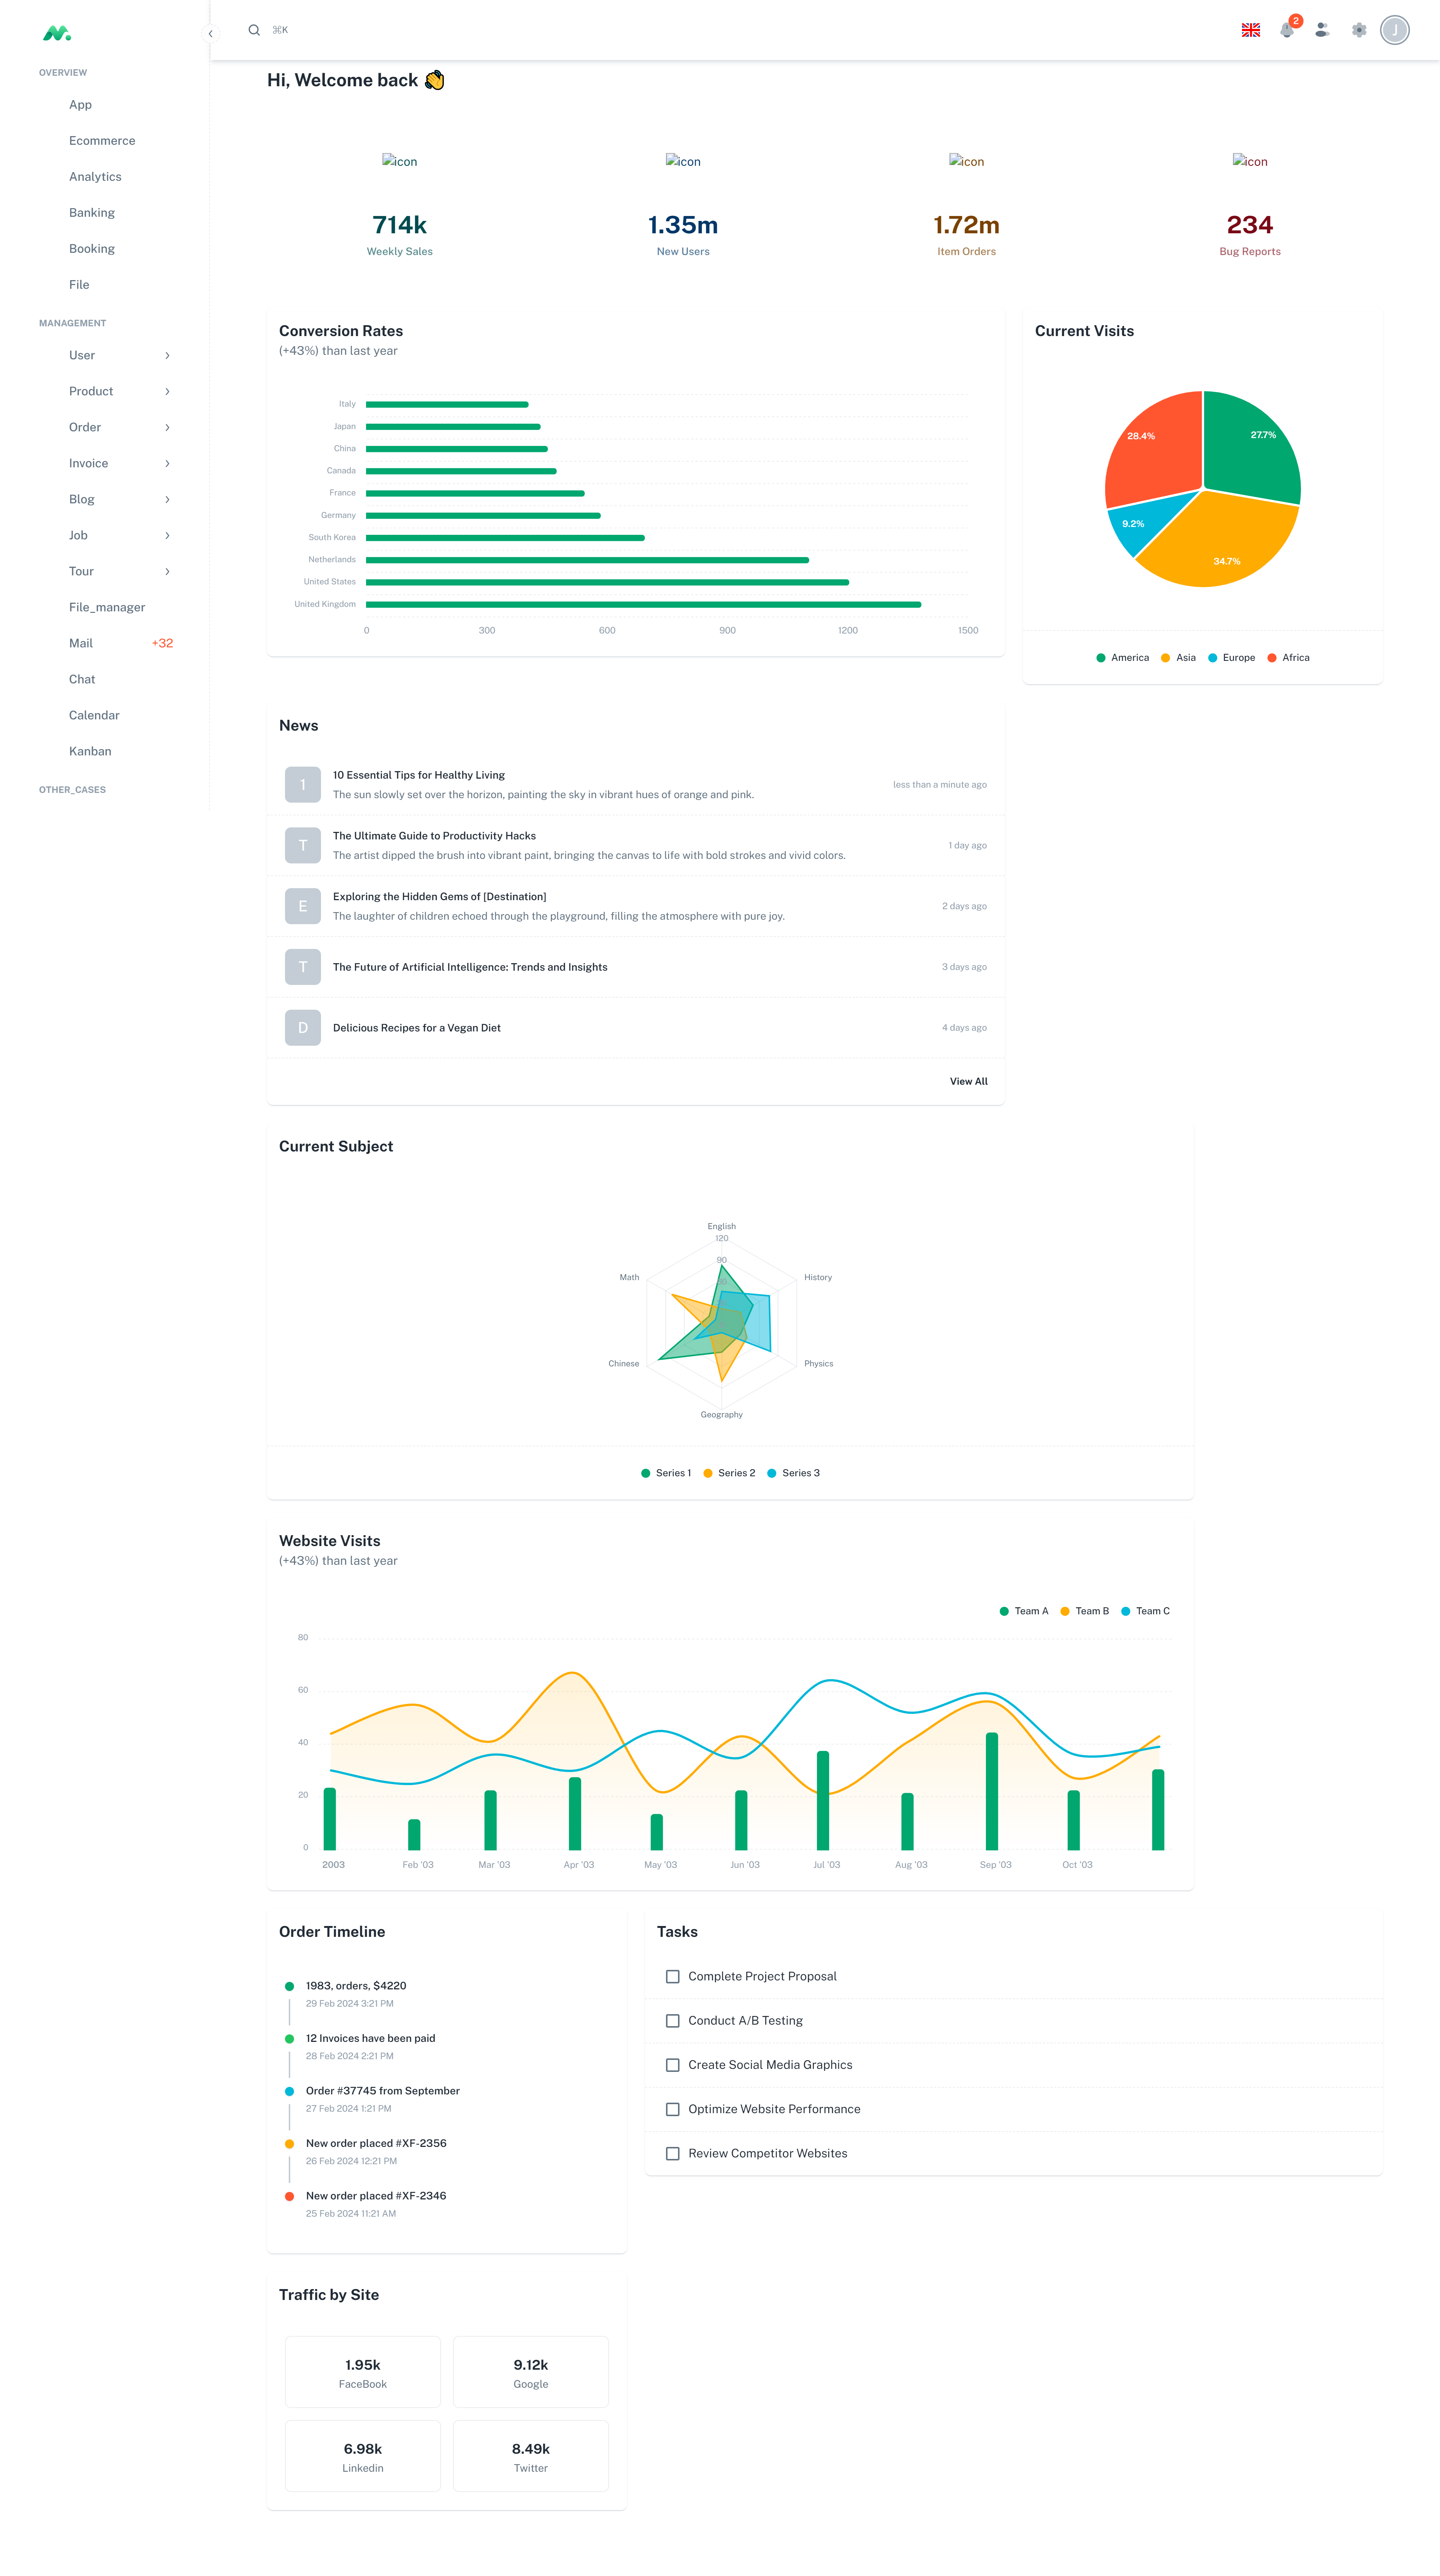 ⌘K
2
J
OVERVIEW
App
Ecommerce
Analytics
Banking
Booking
File
MANAGEMENT
User
Product
Order
Invoice
Blog
Job
Tour
File_manager
Mail +32
Chat
Calendar
Kanban
OTHER_CASES
Hi, Welcome back 👋
icon
714k
Weekly Sales
icon
1.35m
New Users
icon
1.72m
Item Orders
icon
234
Bug Reports
Conversion Rates
(+43%) than last year
Italy
Japan
China
Canada
France
Germany
South Korea
Netherlands
United States
United Kingdom
0 300 600 900 1200 1500
Current Visits
28.4%
27.7%
9.2%
34.7%
America Asia Europe Africa
News
1
10 Essential Tips for Healthy Living
The sun slowly set over the horizon, painting the sky in vibrant hues of orange and pink.
less than a minute ago
T
The Ultimate Guide to Productivity Hacks
The artist dipped the brush into vibrant paint, bringing the canvas to life with bold strokes and vivid colors.
1 day ago
E
Exploring the Hidden Gems of [Destination]
The laughter of children echoed through the playground, filling the atmosphere with pure joy.
2 days ago
T
The Future of Artificial Intelligence: Trends and Insights
3 days ago
D
Delicious Recipes for a Vegan Diet
4 days ago
View All
Current Subject
English
120
90
Math
History
Chinese
Physics
Geography
Series 1 Series 2 Series 3
Website Visits
(+43%) than last year
Team A Team B Team C
80
60
40
20
0
2003 Feb '03 Mar '03 Apr '03 May '03 Jun '03 Jul '03 Aug '03 Sep '03 Oct '03
Order Timeline
1983, orders, $4220
29 Feb 2024 3:21 PM
12 Invoices have been paid
28 Feb 2024 2:21 PM
Order #37745 from September
27 Feb 2024 1:21 PM
New order placed #XF-2356
26 Feb 2024 12:21 PM
New order placed #XF-2346
25 Feb 2024 11:21 AM
Tasks
Complete Project Proposal
Conduct A/B Testing
Create Social Media Graphics
Optimize Website Performance
Review Competitor Websites
Traffic by Site
1.95k
FaceBook
9.12k
Google
6.98k
Linkedin
8.49k
Twitter